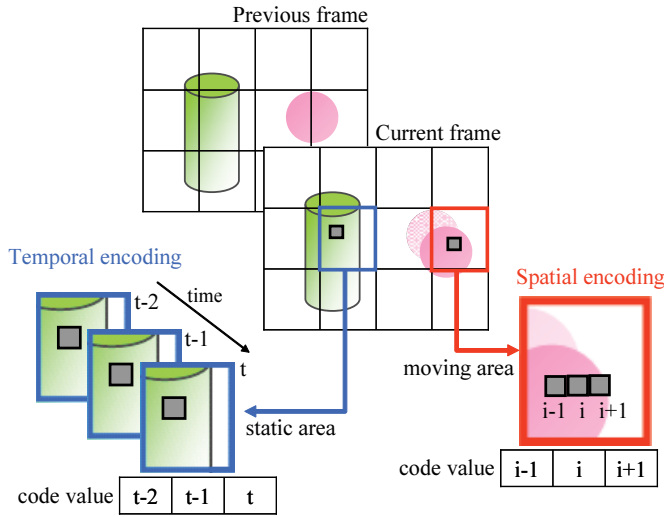 Previous frame
Current frame
Temporal encoding
time
t-2
t-1
t
static area
code value t-2 t-1 t
Spatial encoding
moving area
i-1 i i+1
code value i-1 i i+1